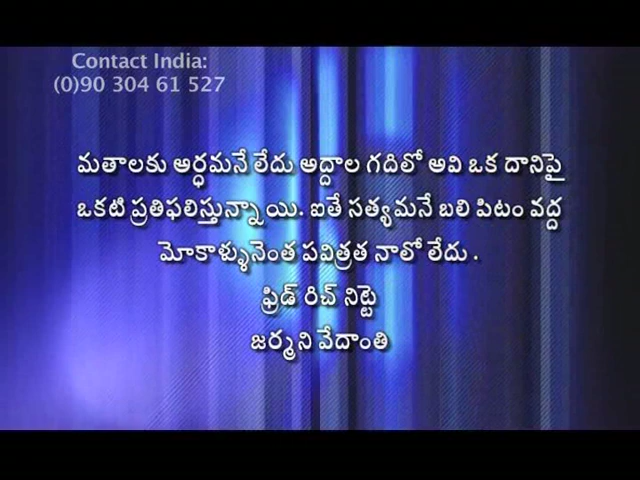 Contact India:
(0)90 304 61 527
మతాలకు అర్ధమనే లేదు అద్దాల గదిలో అవి ఒక దానిపై
ఒకటి ప్రతిఫలిస్తున్నా యి. ఐతే సత్యమనే బలి పిటం వద్ద
మోకాళ్ళునెంత పవిత్రత నాలో లేదు .
ఫ్రిడ్ రిచ్ నిట్టె
జర్మని వేదాంతి